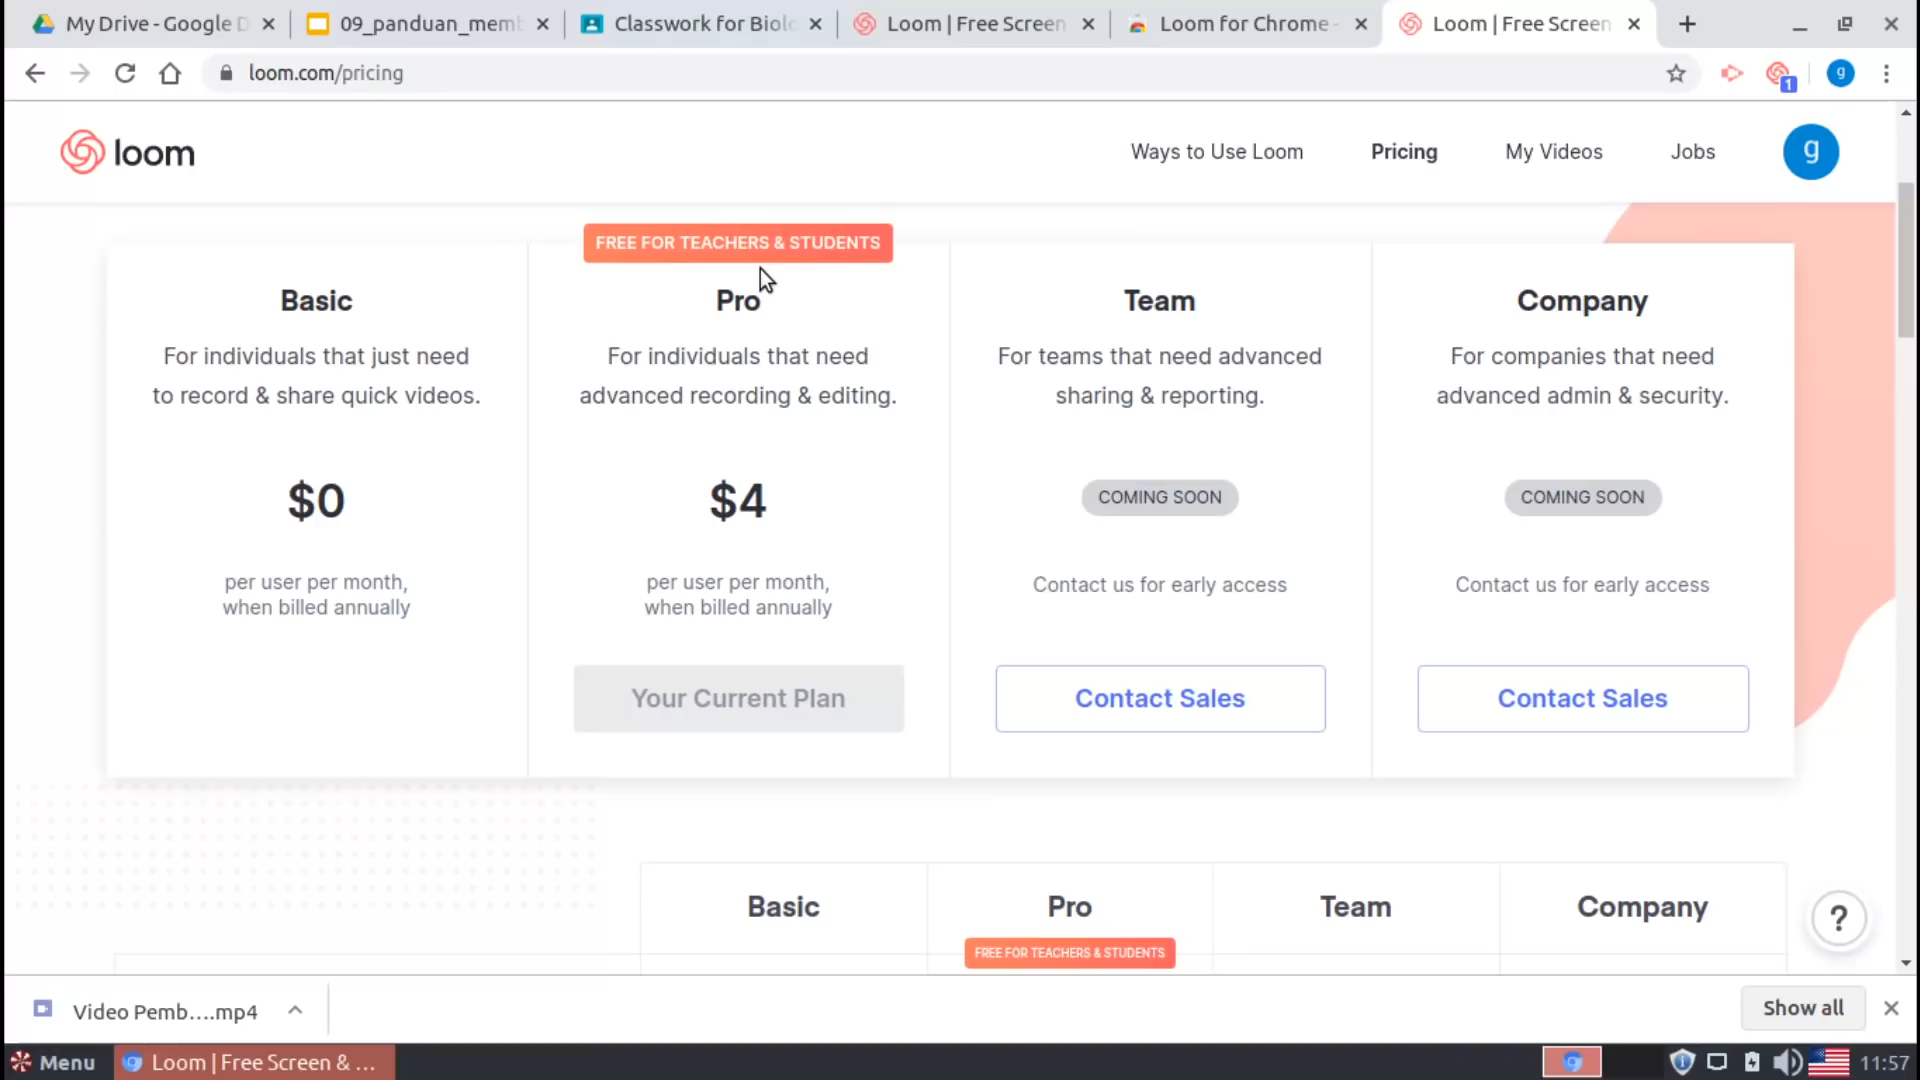 My Drive - Google D
09_panduan_memb
Classwork for Biolo
Loom | Free Screen
Loom for Chrome -
Loom | Free Screen
loom.com/pricing
1
g
loom
Ways to Use Loom
Pricing
My Videos
Jobs
g
FREE FOR TEACHERS & STUDENTS
Basic
For individuals that just need
to record & share quick videos.
$0
per user per month,
when billed annually
Pro
For individuals that need
advanced recording & editing.
$4
per user per month,
when billed annually
Your Current Plan
Team
For teams that need advanced
sharing & reporting.
COMING SOON
Contact us for early access
Contact Sales
Company
For companies that need
advanced admin & security.
COMING SOON
Contact us for early access
Contact Sales
Basic
Pro
Team
Company
FREE FOR TEACHERS & STUDENTS
?
Video Pemb....mp4
Show all
Menu
Loom | Free Screen & ...
11:57